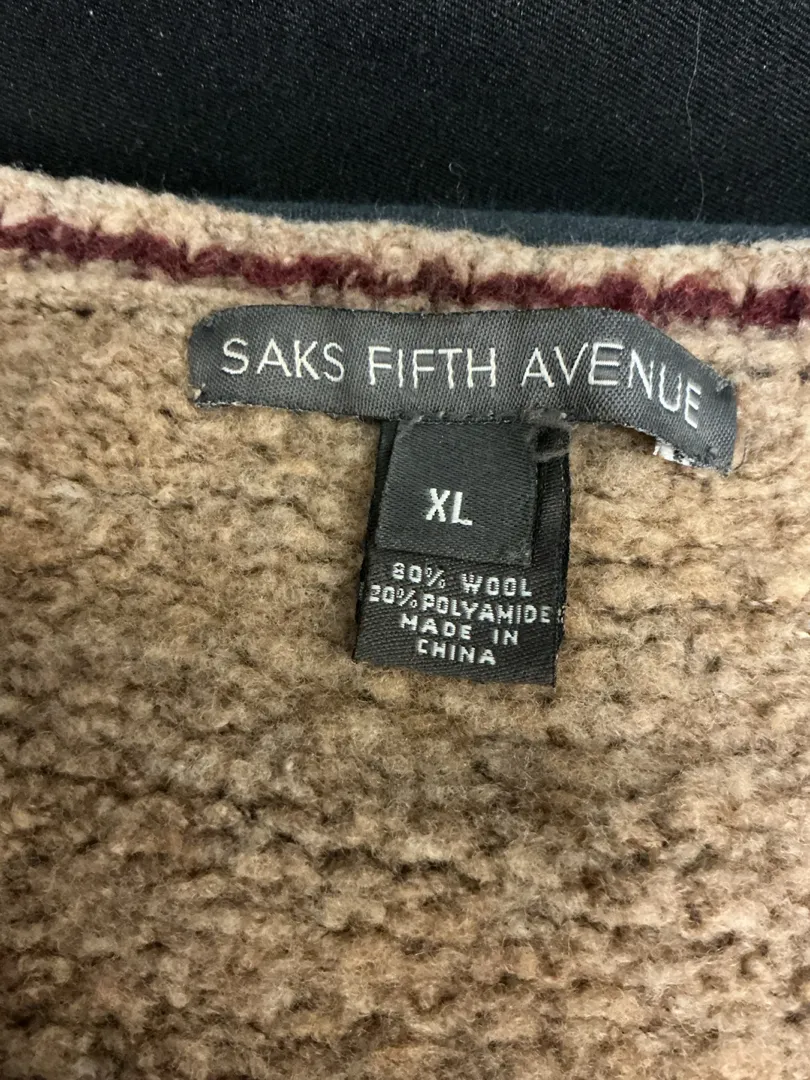 SAKS FIFTH AVENUE
XL
80% WOOL
20% POLYAMIDE
MADE IN
CHINA